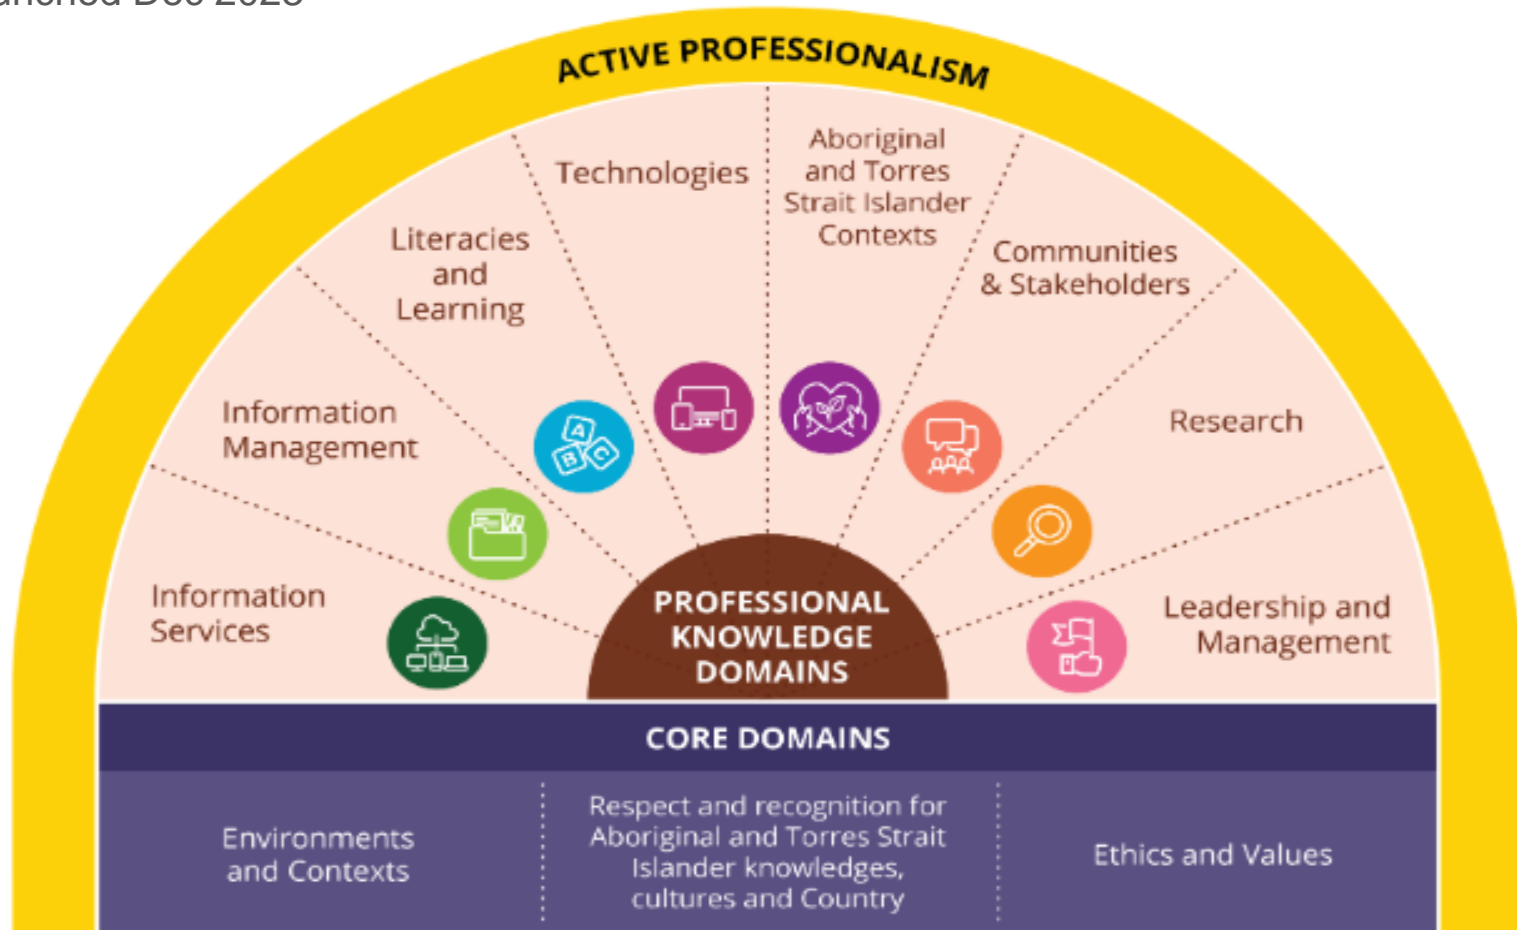 ACTIVE PROFESSIONALISM
Technologies
Aboriginal
and Torres
Strait Islander
Contexts
Literacies
and
Learning
Communities
& Stakeholders
Information
Management
Research
A
B
C
Information
Services
PROFESSIONAL
KNOWLEDGE
DOMAINS
Leadership and
Management
CORE DOMAINS
Environments
and Contexts
Respect and recognition for
Aboriginal and Torres Strait
Islander knowledges,
cultures and Country
Ethics and Values